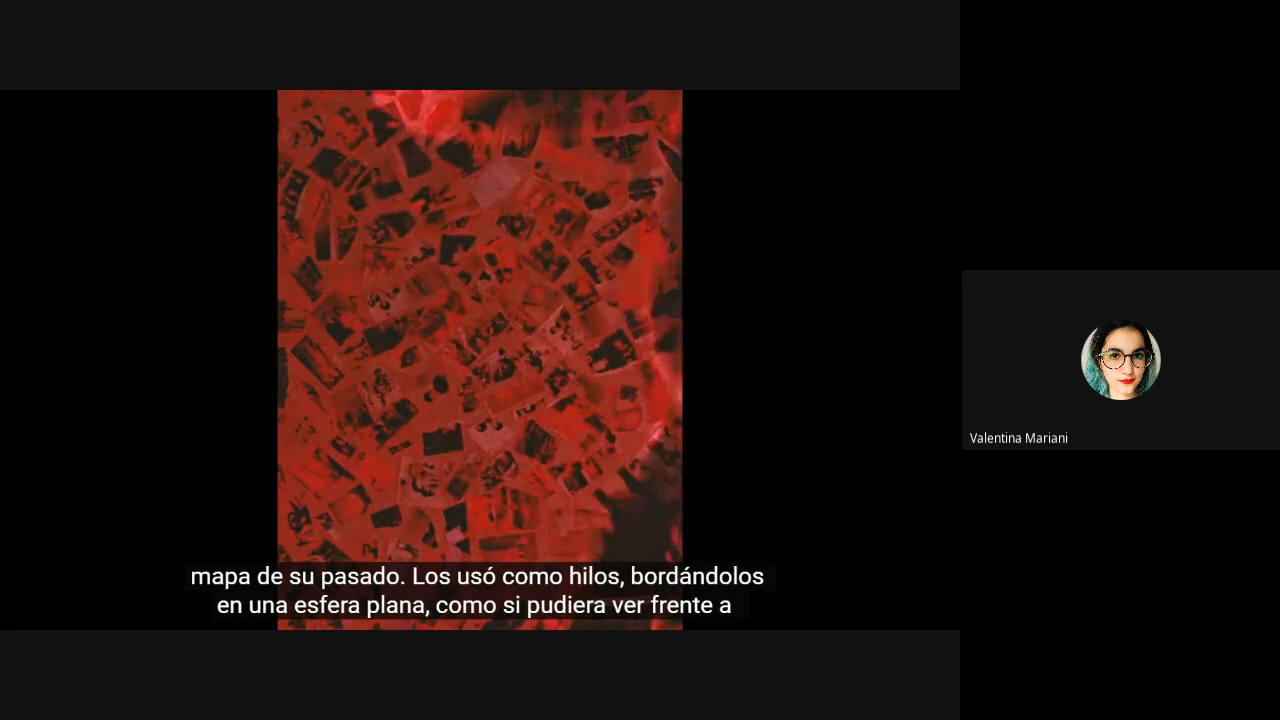 mapa de su pasado. Los usó como hilos, bordándolos
en una esfera plana, como si pudiera ver frente a
Valentina Mariani